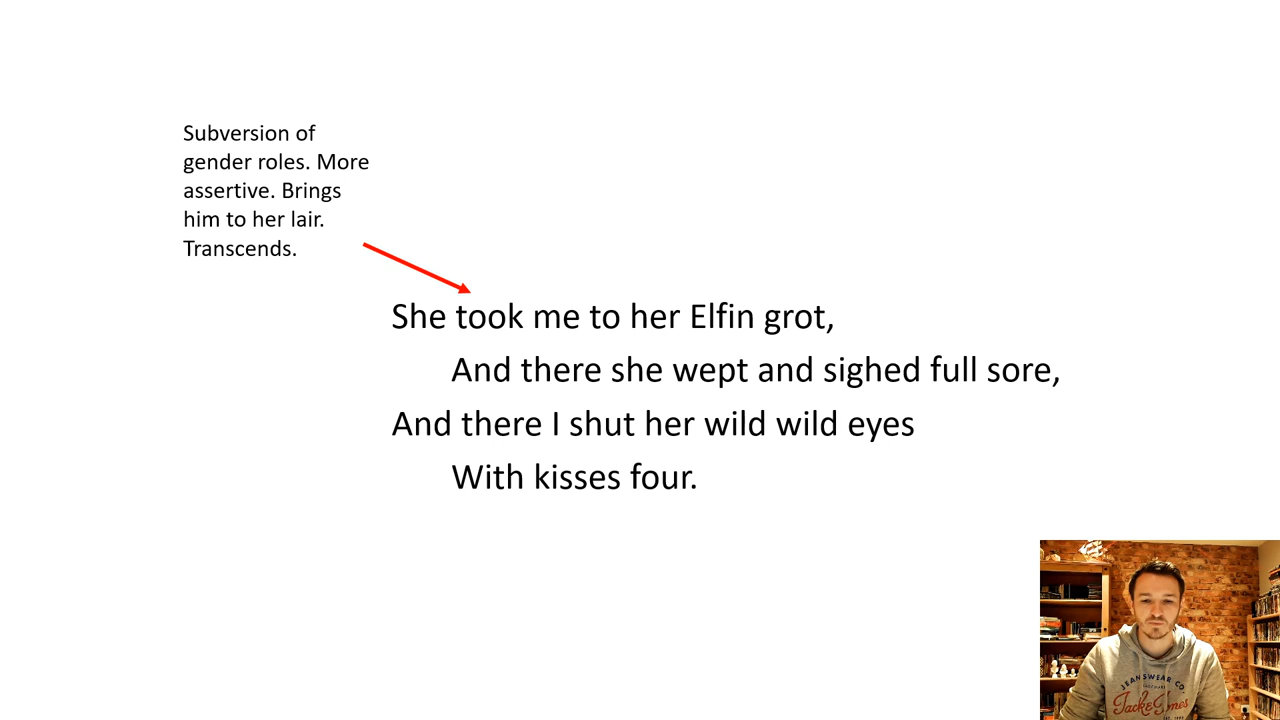 Subversion of
gender roles. More
assertive. Brings
him to her lair.
Transcends.
She took me to her Elfin grot,
And there she wept and sighed full sore,
And there I shut her wild wild eyes
With kisses four.
JEANSWEAR CO.
Jack & Jones